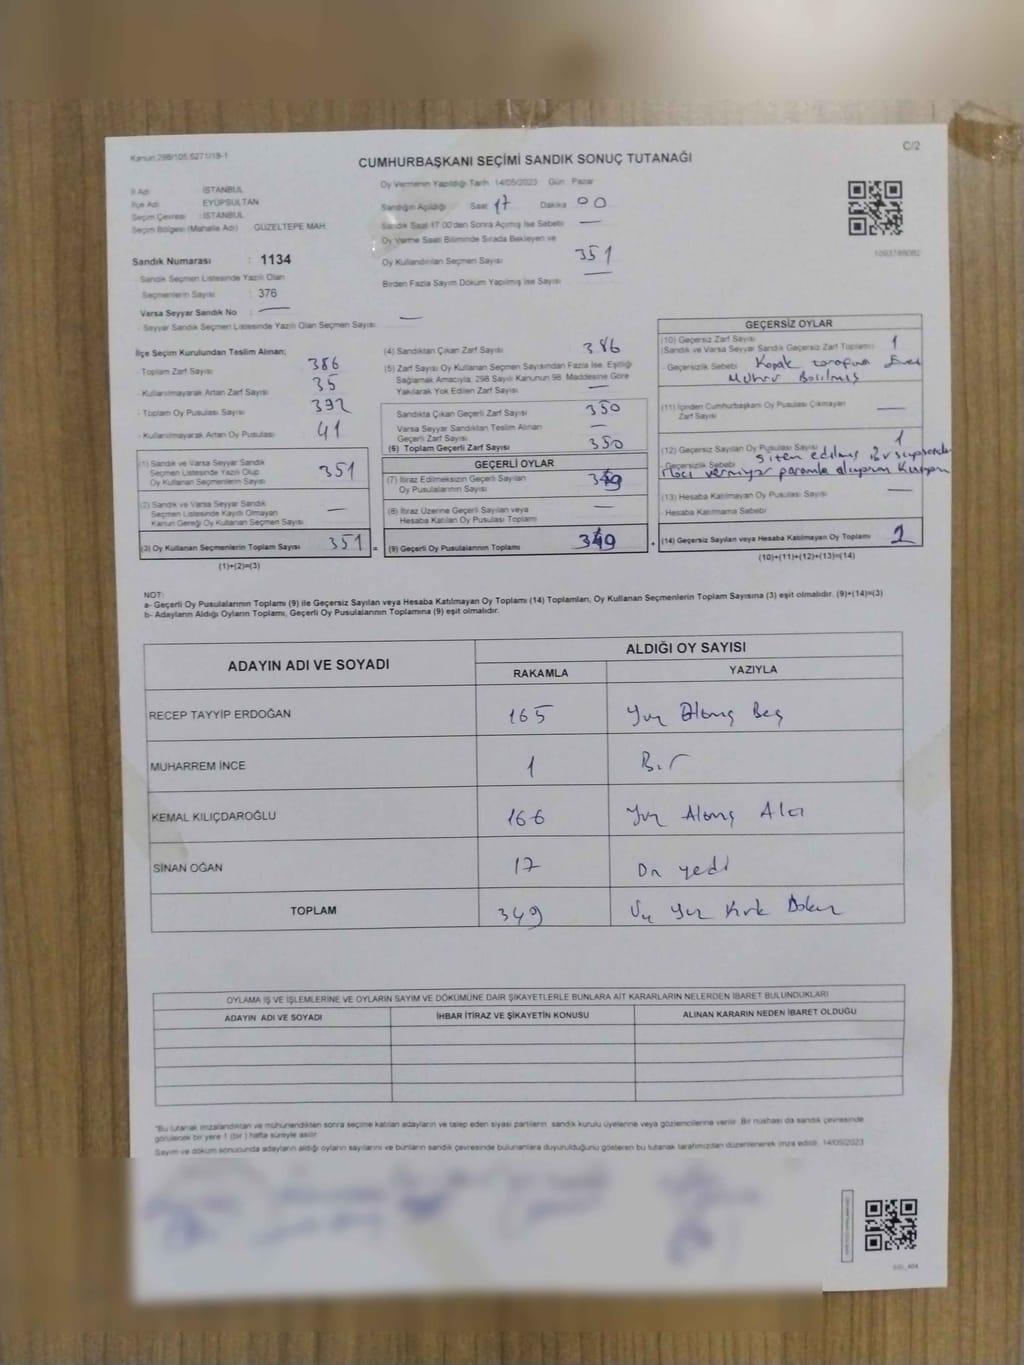 Kanun:298/105,6271/18-1
C/2
CUMHURBAŞKANI SEÇİMİ SANDIK SONUÇ TUTANAĞI
İl Adı : İSTANBUL
İlçe Adı : EYÜPSULTAN
Seçim Çevresi : İSTANBUL
Seçim Bölgesi (Mahalle Adı) GÜZELTEPE MAH.
Sandık Numarası : 1134
Sandık Seçmen Listesinde Yazılı Olan
Seçmenlerin Sayısı : 376
Varsa Seyyar Sandık No : —
Seyyar Sandık Seçmen Listesinde Yazılı Olan Seçmen Sayısı: —
Oy Vermenin Yapıldığı Tarih 14/05/2023 Gün Pazar
Sandığın Açıldığı Saat 17 Dakika 00
Sandık Saat 17.00'den Sonra Açılmış İse Sebebi —
Oy Verme Saati Bitiminde Sırada Bekleyen ve
Oy Kullandırılan Seçmen Sayısı 351
Birden Fazla Sayım Döküm Yapılmış İse Sayısı —
İlçe Seçim Kurulundan Teslim Alınan;
- Toplam Zarf Sayısı 386
- Kullanılmayarak Artan Zarf Sayısı 35
- Toplam Oy Pusulası Sayısı 392
- Kullanılmayarak Artan Oy Pusulası 41
(1) Sandık ve Varsa Seyyar Sandık
Seçmen Listesinde Yazılı Olup
Oy Kullanan Seçmenlerin Sayısı 351
(2) Sandık ve Varsa Seyyar Sandık
Seçmen Listesinde Kayıtlı Olmayan
Kanun Gereği Oy Kullanan Seçmen Sayısı —
(3) Oy Kullanan Seçmenlerin Toplam Sayısı 351 =
(1)+(2)=(3)
(4) Sandıktan Çıkan Zarf Sayısı 386
(5) Zarf Sayısı Oy Kullanan Seçmen Sayısından Fazla İse, Eşitliği
Sağlamak Amacıyla, 298 Sayılı Kanunun 98. Maddesine Göre
Yakılarak Yok Edilen Zarf Sayısı —
Sandıkta Çıkan Geçerli Zarf Sayısı 350
Varsa Seyyar Sandıktan Teslim Alınan
Geçerli Zarf Sayısı —
(6) Toplam Geçerli Zarf Sayısı 350
GEÇERLİ OYLAR
(7) İtiraz Edilmeksizin Geçerli Sayılan
Oy Pusulalarının Sayısı 349
(8) İtiraz Üzerine Geçerli Sayılan veya
Hesaba Katılan Oy Pusulası Toplamı —
(9) Geçerli Oy Pusulalarının Toplamı 349 +
GEÇERSİZ OYLAR
(10) Geçersiz Zarf Sayısı 1
(Sandık ve Varsa Seyyar Sandık Geçersiz Zarf Toplamı)
- Geçersizlik Sebebi Kapak tarafına Evet
Mühür Basılmış
(11) İçinden Cumhurbaşkanı Oy Pusulası Çıkmayan
Zarf Sayısı —
(12) Geçersiz Sayılan Oy Pusulası Sayısı 1
- Geçersizlik Sebebi
(13) Hesaba Katılmayan Oy Pusulası Sayısı —
- Hesaba Katılmama Sebebi
(14) Geçersiz Sayılan veya Hesaba Katılmayan Oy Toplamı 2
(10)+(11)+(12)+(13)=(14)
NOT:
a- Geçerli Oy Pusulalarının Toplamı (9) ile Geçersiz Sayılan veya Hesaba Katılmayan Oy Toplamı (14) Toplamları, Oy Kullanan Seçmenlerin Toplam Sayısına (3) eşit olmalıdır. (9)+(14)=(3)
b- Adayların Aldığı Oyların Toplamı, Geçerli Oy Pusulalarının Toplamına (9) eşit olmalıdır.
ADAYIN ADI VE SOYADI
ALDIĞI OY SAYISI
RAKAMLA YAZIYLA
RECEP TAYYİP ERDOĞAN 165 Yüz Altmış Beş
MUHARREM İNCE 1 Bir
KEMAL KILIÇDAROĞLU 166 Yüz Altmış Altı
SİNAN OĞAN 17 On yedi
TOPLAM 349 Üç Yüz Kırk Dokuz
OYLAMA İŞ VE İŞLEMLERİNE VE OYLARIN SAYIM VE DÖKÜMÜNE DAİR ŞİKAYETLERLE BUNLARA AİT KARARLARIN NELERDEN İBARET BULUNDUKLARI
ADAYIN ADI VE SOYADI İHBAR İTİRAZ VE ŞİKAYETİN KONUSU ALINAN KARARIN NEDEN İBARET OLDUĞU
*Bu tutanak imzalandıktan ve mühürlendikten sonra seçime katılan adayların ve talep eden siyasi partilerin sandık kurulu üyelerine veya gözlemcilerine verilir. Bir nüshası da sandık çevresinde
görülecek bir yere 1 (bir) hafta süreyle asılır.
Sayım ve döküm sonucunda adayların aldığı oyların sayılarını ve bunların sandık çevresinde bulunanlara duyurulduğunu gösteren bu tutanak tarafımızdan düzenlenerek imza edildi. 14/05/2023